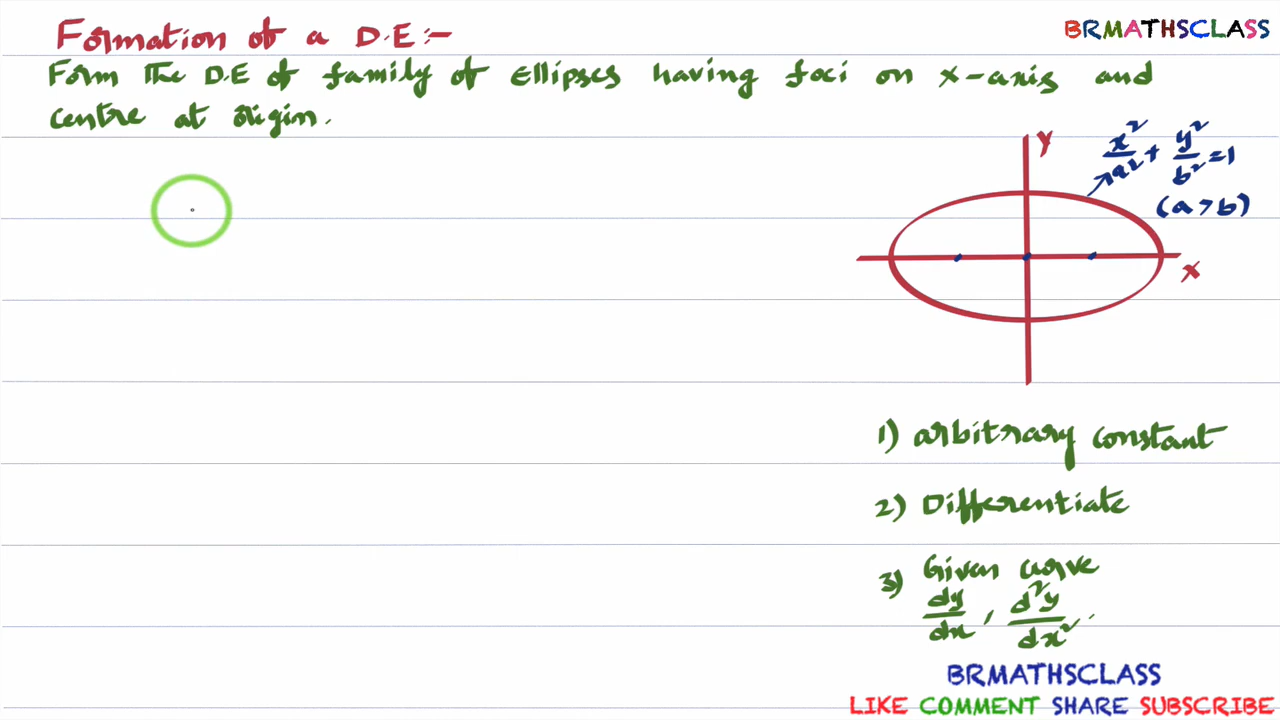 Formation of a D.E:-
BRMATHSCLASS
Form the D.E of family of Ellipses having foci on x-axis and
centre at origin.
y
x²/a² + y²/b² = 1
(a > b)
x
1) arbitrary constant
2) Differentiate
3) Given curve
dy/dx , d²y/dx² .
BRMATHSCLASS
LIKE COMMENT SHARE SUBSCRIBE